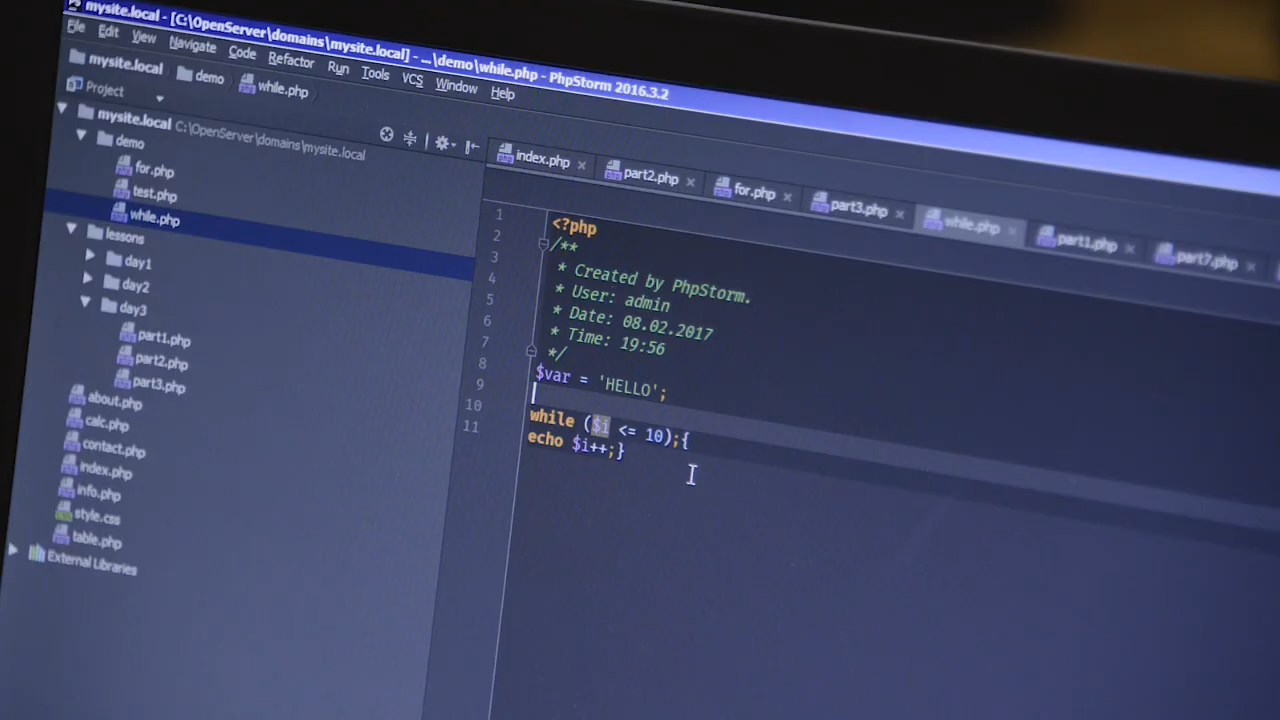 mysite.local - [C:\OpenServer\domains\mysite.local] - ...\demo\while.php - PhpStorm 2016.3.2
File Edit View Navigate Code Refactor Run Tools VCS Window Help
mysite.local demo while.php
Project
mysite.local C:\OpenServer\domains\mysite.local
demo
for.php
test.php
while.php
lessons
day1
day2
day3
part1.php
part2.php
part3.php
about.php
calc.php
contact.php
index.php
info.php
style.css
table.php
External Libraries
index.php part2.php for.php part3.php while.php part1.php part7.php
1 <?php
2 /**
3 * Created by PhpStorm.
4 * User: admin
5 * Date: 08.02.2017
6 * Time: 19:56
7 */
8 $var = 'HELLO';
9
10 while ($i <= 10);{
11 echo $i++;}